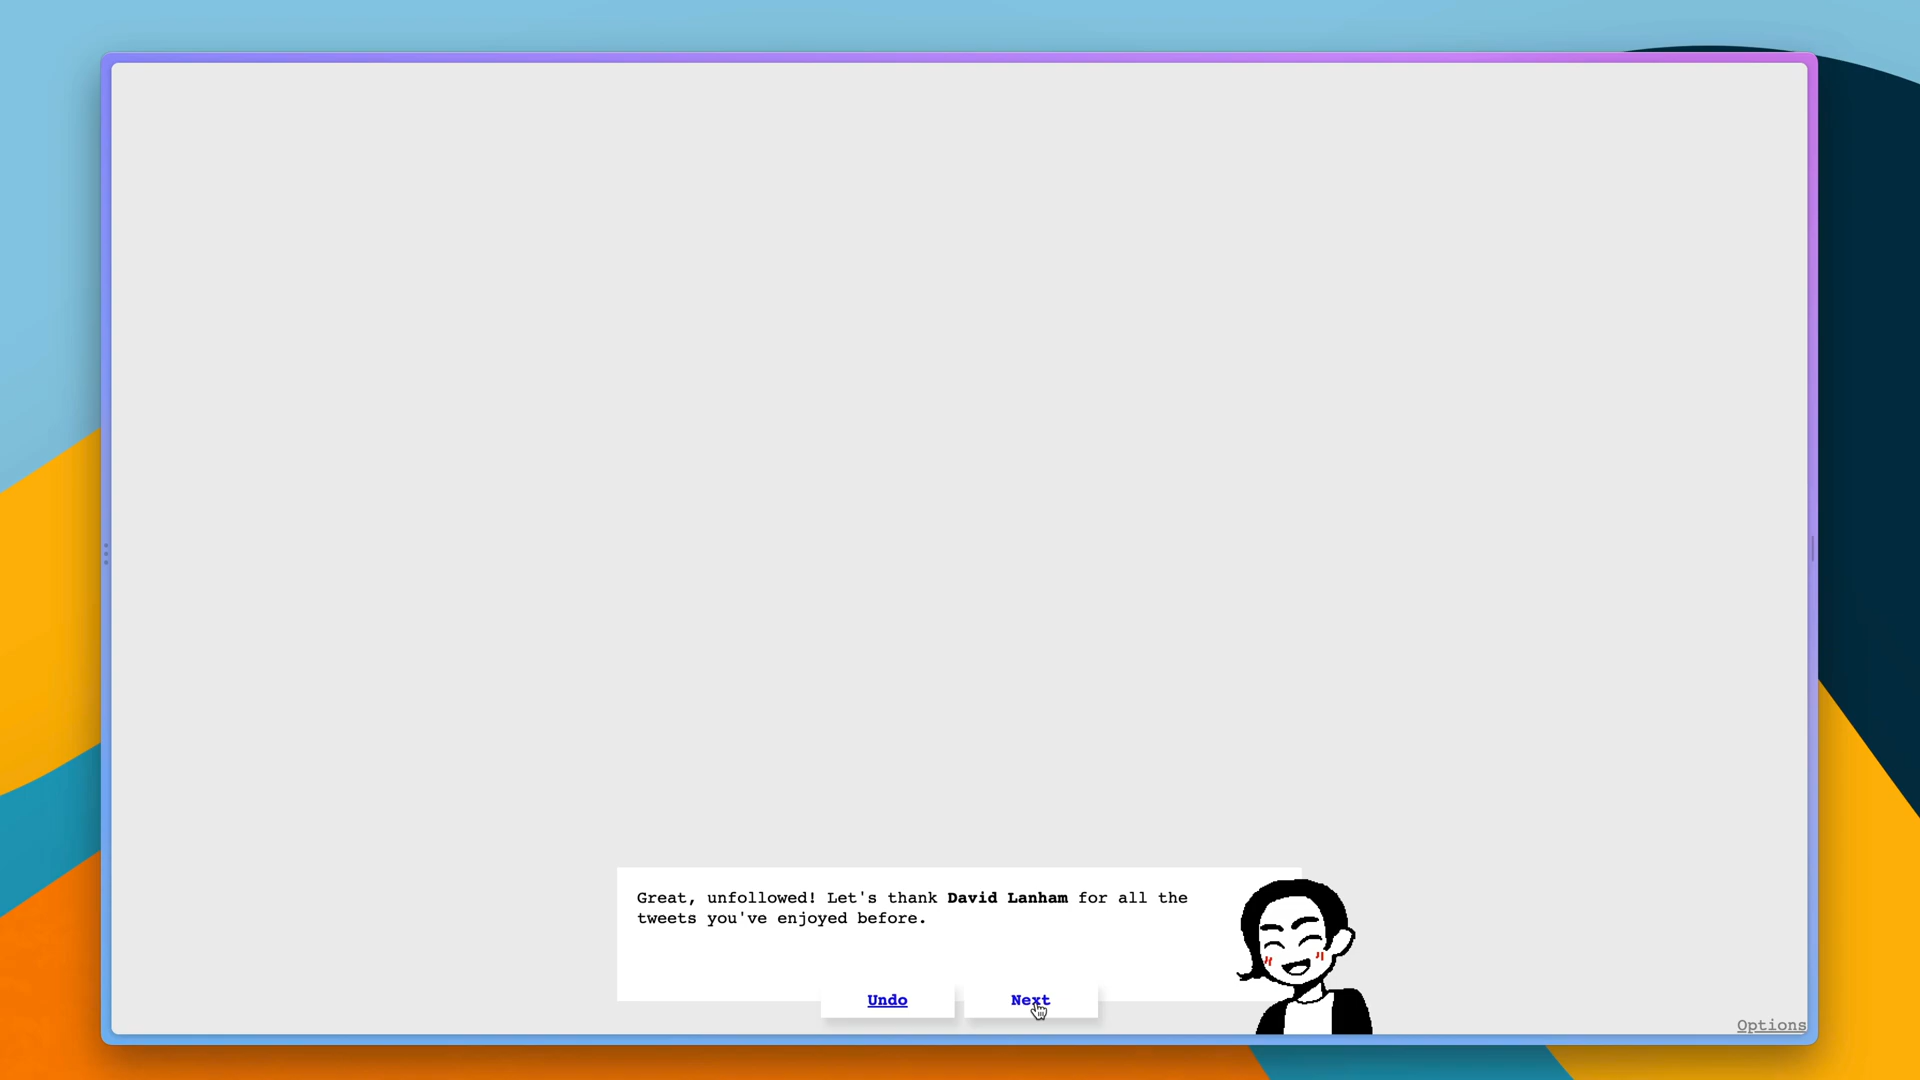 Great, unfollowed! Let's thank David Lanham for all the
tweets you've enjoyed before.
Undo
Next
Options